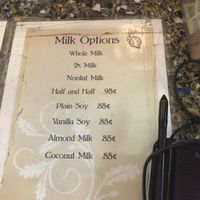 Milk Options
Whole Milk
2% Milk
Nonfat Milk
Half and Half .95¢
Plain Soy .85¢
Vanilla Soy .85¢
Almond Milk .85¢
Coconut Milk .85¢